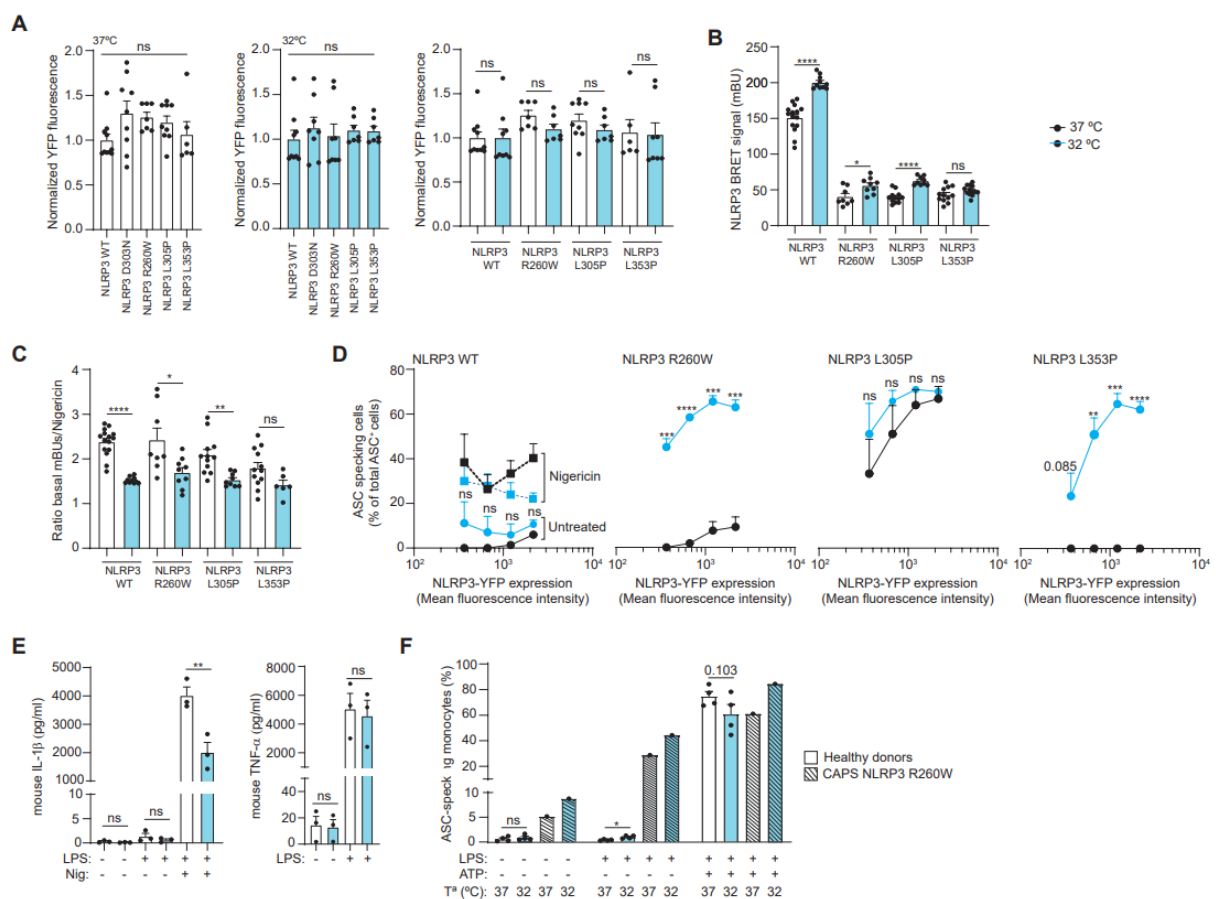 A
37ºC
ns
Normalized YFP fluorescence
2.0
1.5
1.0
0.5
0
NLRP3 WT
NLRP3 D303N
NLRP3 R260W
NLRP3 L305P
NLRP3 L353P
32ºC
ns
Normalized YFP fluorescence
2.0
1.5
1.0
0.5
0
NLRP3 WT
NLRP3 D303N
NLRP3 R260W
NLRP3 L305P
NLRP3 L353P
Normalized YFP fluorescence
2.0
1.5
1.0
0.5
0
ns ns ns ns
NLRP3 NLRP3 NLRP3 NLRP3
WT R260W L305P L353P
B
NLRP3 BRET signal (mBU)
250
200
150
100
50
0
**** * **** ns
NLRP3 NLRP3 NLRP3 NLRP3
WT R260W L305P L353P
37 ºC
32 ºC
C
Ratio basal mBUs/Nigericin
4
3
2
1
0
**** * ** ns
NLRP3 NLRP3 NLRP3 NLRP3
WT R260W L305P L353P
D
ASC specking cells
(% of total ASC⁺ cells)
80
60
40
20
0
NLRP3 WT
Nigericin
ns ns ns ns
Untreated
10³ 10⁴
NLRP3-YFP expression
(Mean fluorescence intensity)
NLRP3 R260W
*** **** *** ***
10² 10³ 10⁴
NLRP3-YFP expression
(Mean fluorescence intensity)
NLRP3 L305P
ns ns ns ns
10² 10³ 10⁴
NLRP3-YFP expression
(Mean fluorescence intensity)
NLRP3 L353P
0.085 ** *** ****
10² 10³ 10⁴
NLRP3-YFP expression
(Mean fluorescence intensity)
E
mouse IL-1β (pg/ml)
5000
4000
3000
2000
1000
5
0
ns ns **
LPS: - - + + + +
Nig: - - - - + +
mouse TNF-α (pg/ml)
8000
6000
4000
2000
40
20
0
ns ns
LPS: - - + +
F
ASC-specking monocytes (%)
100
80
60
40
20
10
5
0
ns * 0.103
LPS: - - - - + + + + + + + +
ATP: - - - - - - - - + + + +
Tª (ºC) 37 32 37 32 37 32 37 32 37 32 37 32
Healthy donors
CAPS NLRP3 R260W